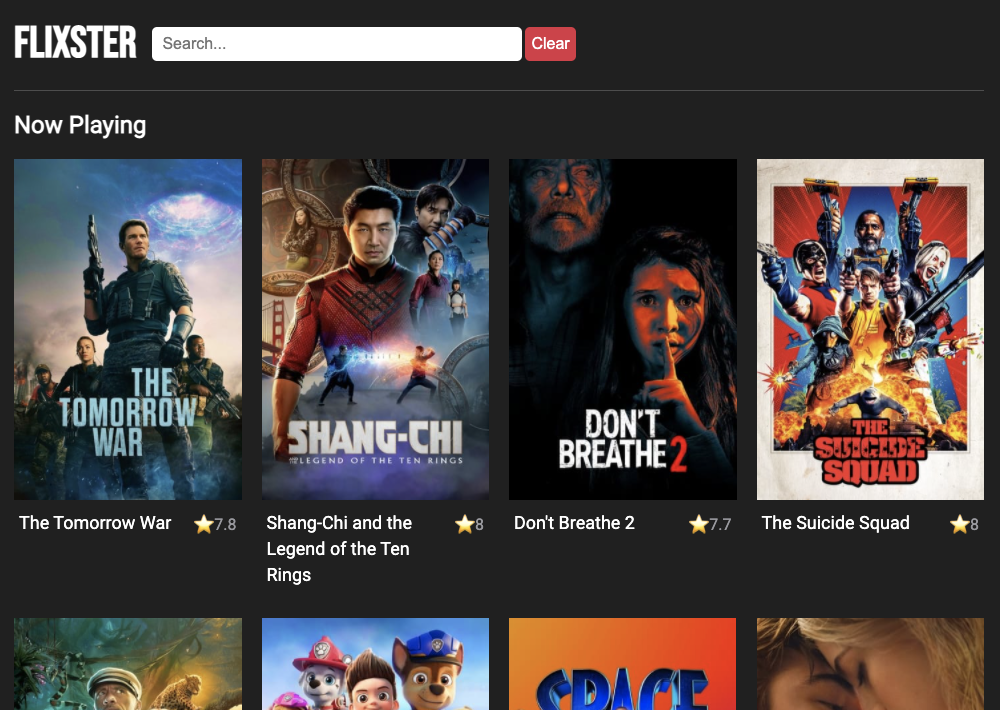 FLIXSTER
Search...
Clear
Now Playing
THE
TOMORROW
WAR
SHANG-CHI
AND THE LEGEND OF THE TEN RINGS
DON'T
BREATHE 2
THE
SUICIDE
SQUAD
The Tomorrow War
7.8
Shang-Chi and the
Legend of the Ten
Rings
8
Don't Breathe 2
7.7
The Suicide Squad
8
SPACE